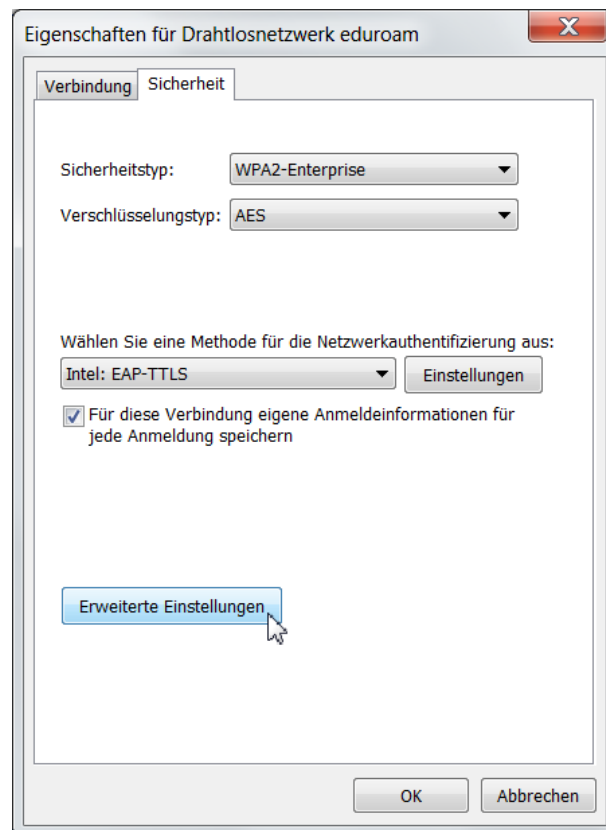 Eigenschaften für Drahtlosnetzwerk eduroam
Verbindung Sicherheit
Sicherheitstyp: WPA2-Enterprise
Verschlüsselungstyp: AES
Wählen Sie eine Methode für die Netzwerkauthentifizierung aus:
Intel: EAP-TTLS Einstellungen
Für diese Verbindung eigene Anmeldeinformationen für
jede Anmeldung speichern
Erweiterte Einstellungen
OK Abbrechen